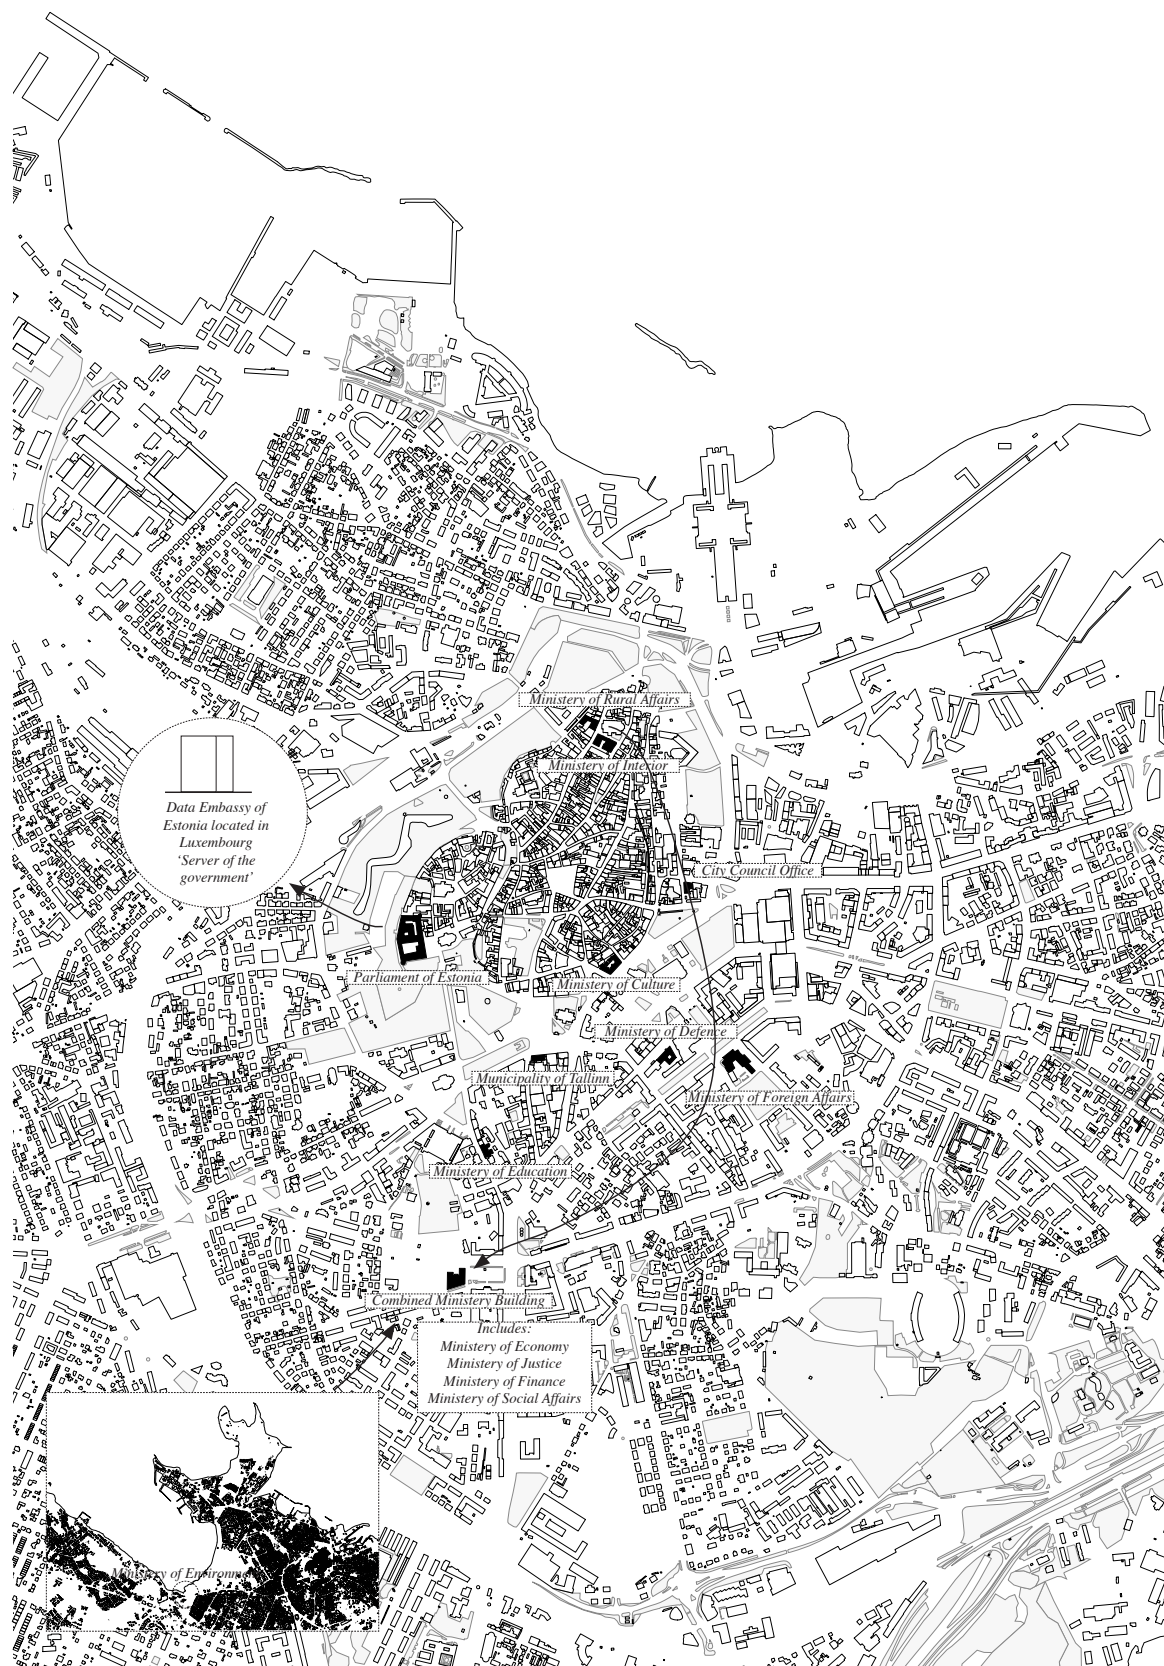 Ministery of Rural Affairs
Ministery of Interior
Data Embassy of
Estonia located in
Luxembourg
‘Server of the
government’
City Council Office
Parliament of Estonia
Ministery of Culture
Ministery of Defence
Municipality of Tallinn
Ministery of Foreign Affairs
Ministery of Education
Combined Ministery Building
Includes:
Ministery of Economy
Ministery of Justice
Ministery of Finance
Ministery of Social Affairs
Ministery of Environment